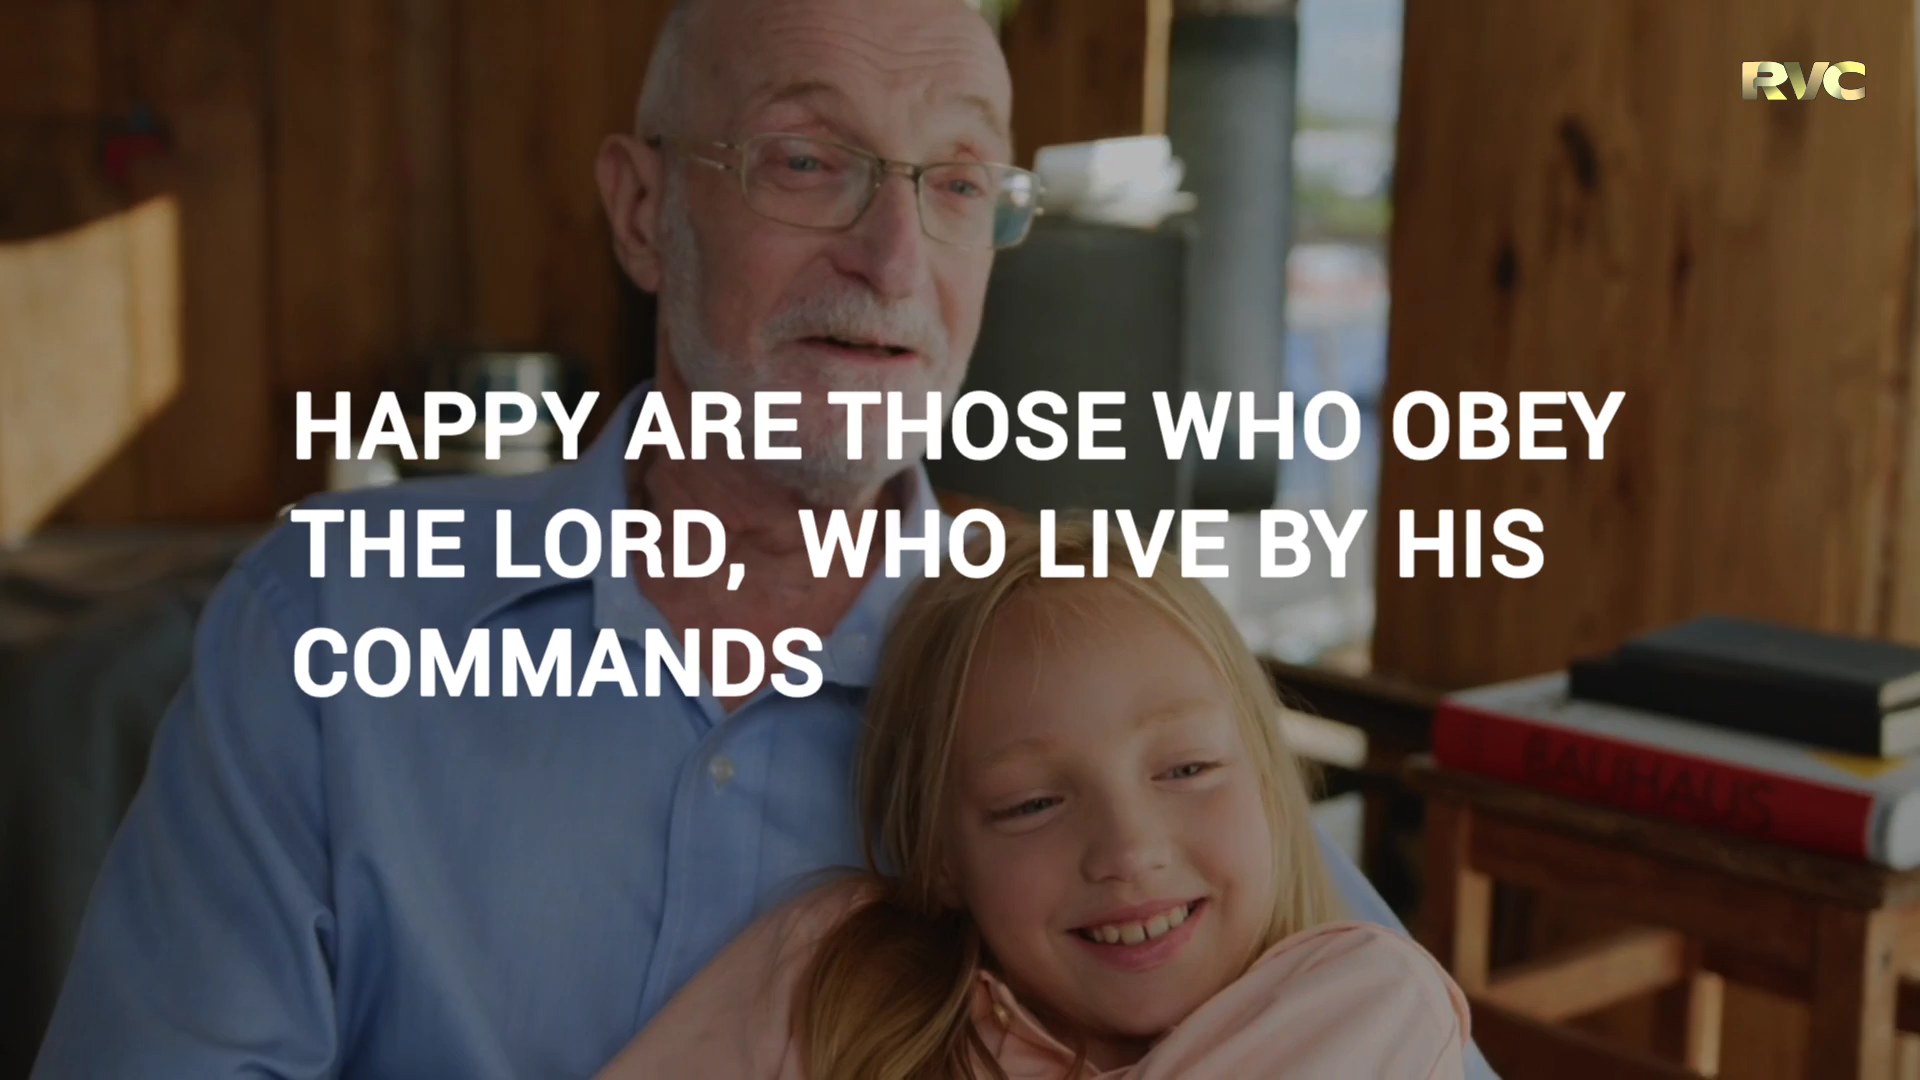 RVC
HAPPY ARE THOSE WHO OBEY
THE LORD,  WHO LIVE BY HIS
COMMANDS
BAUHAUS